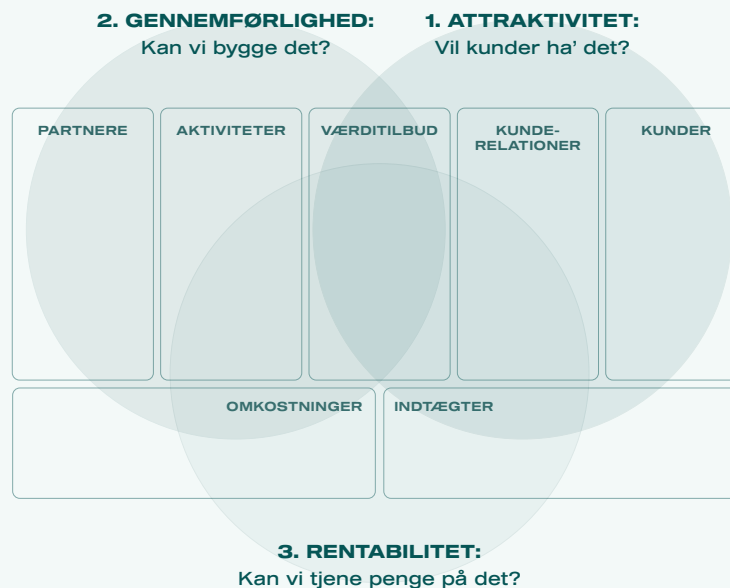 2. GENNEMFØRLIGHED:
Kan vi bygge det?
1. ATTRAKTIVITET:
Vil kunder ha' det?
PARTNERE
AKTIVITETER
VÆRDITILBUD
KUNDE-
RELATIONER
KUNDER
OMKOSTNINGER
INDTÆGTER
3. RENTABILITET:
Kan vi tjene penge på det?